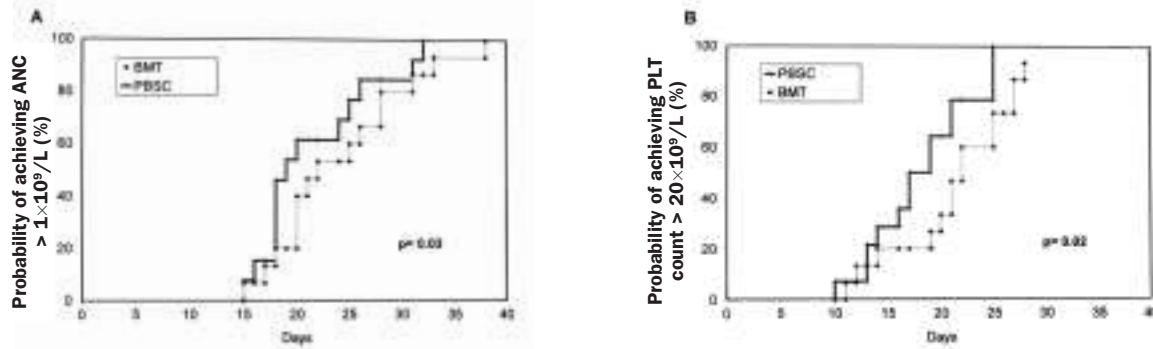 A
Probability of achieving ANC
> 1×10⁹/L (%)
100
80
60
40
20
0
BMT
PBSC
p= 0.03
0 5 10 15 20 25 30 35 40
Days
B
Probability of achieving PLT
count > 20×10⁹/L (%)
100
80
60
40
20
0
PBSC
BMT
p= 0.02
0 5 10 15 20 25 30 35 40
Days